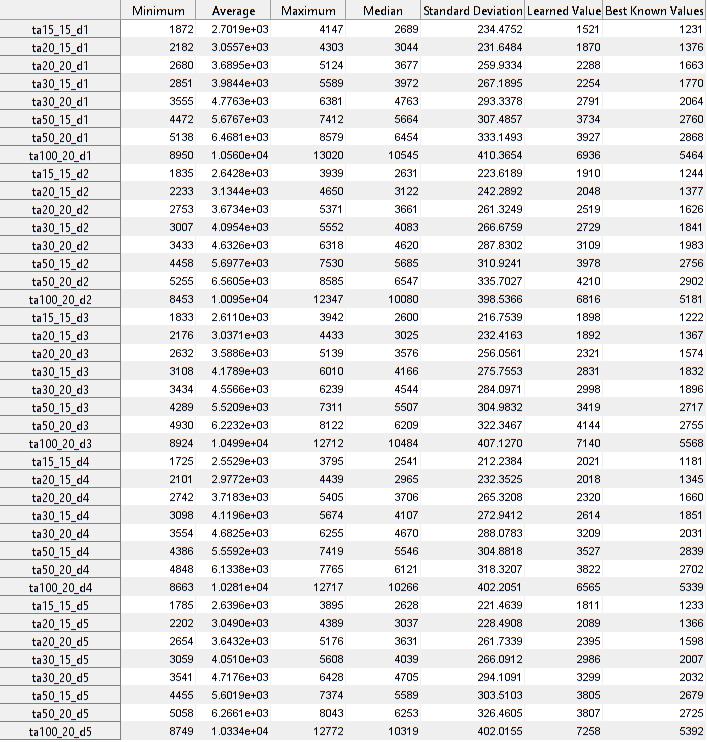 Minimum Average Maximum Median Standard Deviation Learned Value Best Known Values
ta15_15_d1 1872 2.7019e+03 4147 2689 234.4752 1521 1231
ta20_15_d1 2182 3.0557e+03 4303 3044 231.6484 1870 1376
ta20_20_d1 2680 3.6895e+03 5124 3677 259.9334 2288 1663
ta30_15_d1 2851 3.9844e+03 5589 3972 267.1895 2254 1770
ta30_20_d1 3555 4.7763e+03 6381 4763 293.3378 2791 2064
ta50_15_d1 4472 5.6767e+03 7412 5664 307.4857 3734 2760
ta50_20_d1 5138 6.4681e+03 8579 6454 333.1493 3927 2868
ta100_20_d1 8950 1.0560e+04 13020 10545 410.3654 6936 5464
ta15_15_d2 1835 2.6428e+03 3939 2631 223.6189 1910 1244
ta20_15_d2 2233 3.1344e+03 4650 3122 242.2892 2048 1377
ta20_20_d2 2753 3.6734e+03 5371 3661 261.3249 2519 1626
ta30_15_d2 3007 4.0954e+03 5552 4083 266.6759 2729 1841
ta30_20_d2 3433 4.6326e+03 6318 4620 287.8302 3109 1983
ta50_15_d2 4458 5.6977e+03 7530 5685 310.9241 3978 2756
ta50_20_d2 5255 6.5605e+03 8585 6547 335.7027 4210 2902
ta100_20_d2 8453 1.0095e+04 12347 10080 398.5366 6816 5181
ta15_15_d3 1833 2.6110e+03 3942 2600 216.7539 1898 1222
ta20_15_d3 2176 3.0371e+03 4433 3025 232.4163 1892 1367
ta20_20_d3 2632 3.5886e+03 5139 3576 256.0561 2321 1574
ta30_15_d3 3108 4.1789e+03 6010 4166 275.7553 2831 1832
ta30_20_d3 3434 4.5566e+03 6239 4544 284.0971 2998 1896
ta50_15_d3 4289 5.5209e+03 7311 5507 304.9832 3419 2717
ta50_20_d3 4930 6.2232e+03 8122 6209 322.3467 4144 2755
ta100_20_d3 8924 1.0499e+04 12712 10484 407.1270 7140 5568
ta15_15_d4 1725 2.5529e+03 3795 2541 212.2384 2021 1181
ta20_15_d4 2101 2.9772e+03 4439 2965 232.3525 2018 1345
ta20_20_d4 2742 3.7183e+03 5405 3706 265.3208 2320 1660
ta30_15_d4 3098 4.1196e+03 5674 4107 272.9412 2614 1851
ta30_20_d4 3554 4.6825e+03 6255 4670 288.0783 3209 2031
ta50_15_d4 4386 5.5592e+03 7419 5546 304.8818 3527 2839
ta50_20_d4 4848 6.1338e+03 7765 6121 318.3207 3822 2702
ta100_20_d4 8663 1.0281e+04 12717 10266 402.2051 6565 5339
ta15_15_d5 1785 2.6396e+03 3895 2628 221.4639 1811 1233
ta20_15_d5 2202 3.0490e+03 4389 3037 228.4908 2089 1366
ta20_20_d5 2654 3.6432e+03 5176 3631 261.7339 2395 1598
ta30_15_d5 3059 4.0510e+03 5608 4039 266.0912 2986 2007
ta30_20_d5 3541 4.7176e+03 6428 4705 294.1091 3299 2032
ta50_15_d5 4455 5.6019e+03 7374 5589 303.5103 3805 2679
ta50_20_d5 5058 6.2661e+03 8043 6253 326.4605 3807 2725
ta100_20_d5 8749 1.0334e+04 12772 10319 402.0155 7258 5392